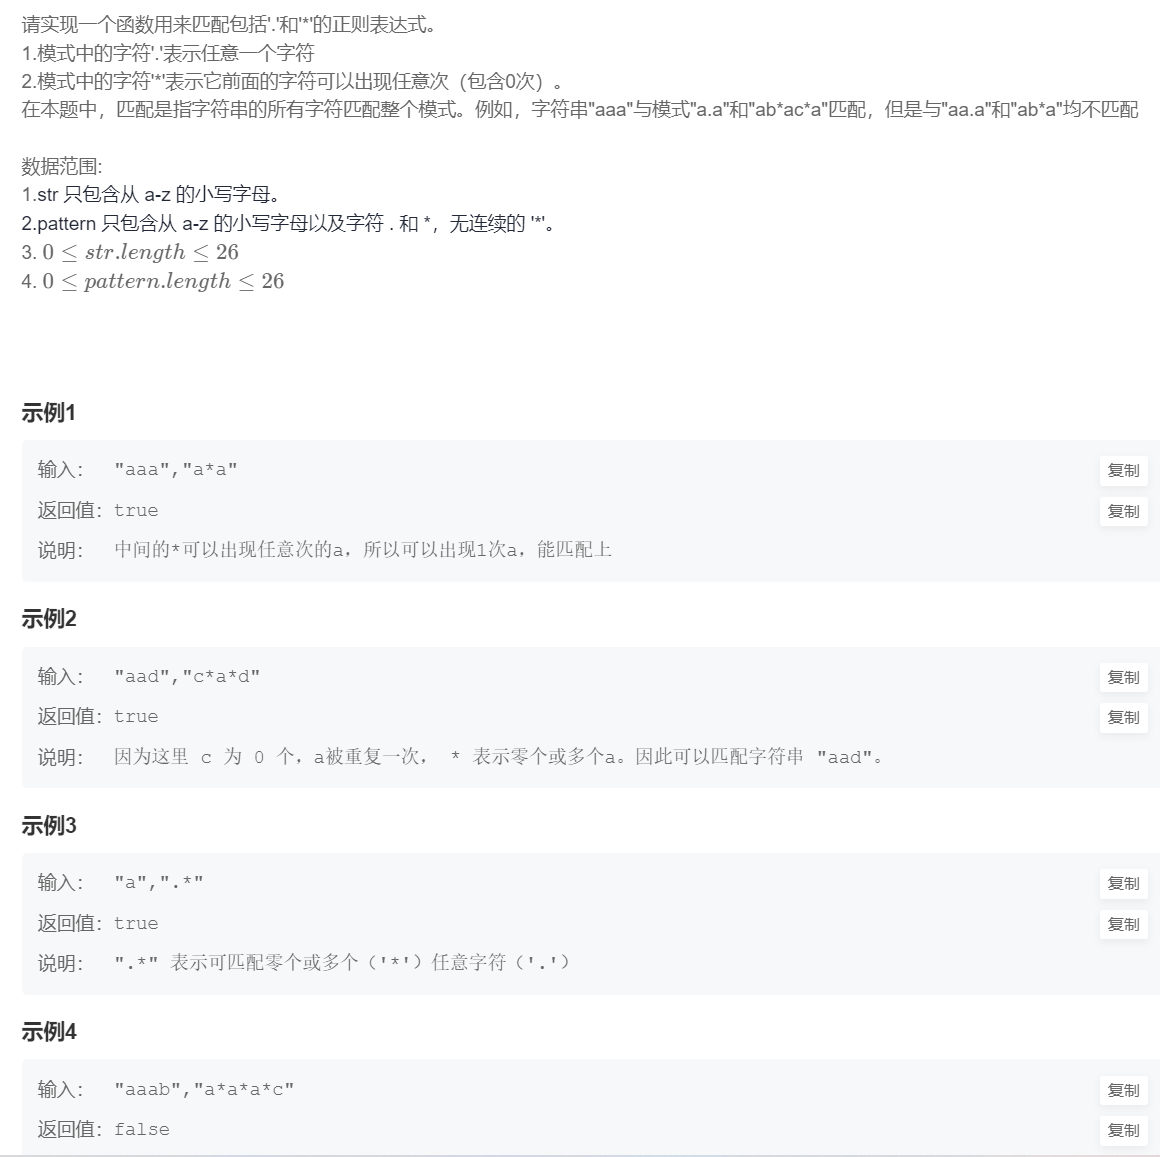 请实现一个函数用来匹配包括'.'和'*'的正则表达式。
1.模式中的字符'.'表示任意一个字符
2.模式中的字符'*'表示它前面的字符可以出现任意次（包含0次）。
在本题中，匹配是指字符串的所有字符匹配整个模式。例如，字符串"aaa"与模式"a.a"和"ab*ac*a"匹配，但是与"aa.a"和"ab*a"均不匹配
数据范围:
1.str 只包含从 a-z 的小写字母。
2.pattern 只包含从 a-z 的小写字母以及字符 . 和 *，无连续的 '*'。
3. 0 ≤ str.length ≤ 26
4. 0 ≤ pattern.length ≤ 26
示例1
输入： "aaa","a*a" 复制
返回值：true 复制
说明： 中间的*可以出现任意次的a，所以可以出现1次a，能匹配上
示例2
输入： "aad","c*a*d" 复制
返回值：true 复制
说明： 因为这里 c 为 0 个，a被重复一次， * 表示零个或多个a。因此可以匹配字符串 "aad"。
示例3
输入： "a",".*" 复制
返回值：true 复制
说明： ".*" 表示可匹配零个或多个（'*'）任意字符（'.'）
示例4
输入： "aaab","a*a*a*c" 复制
返回值：false 复制